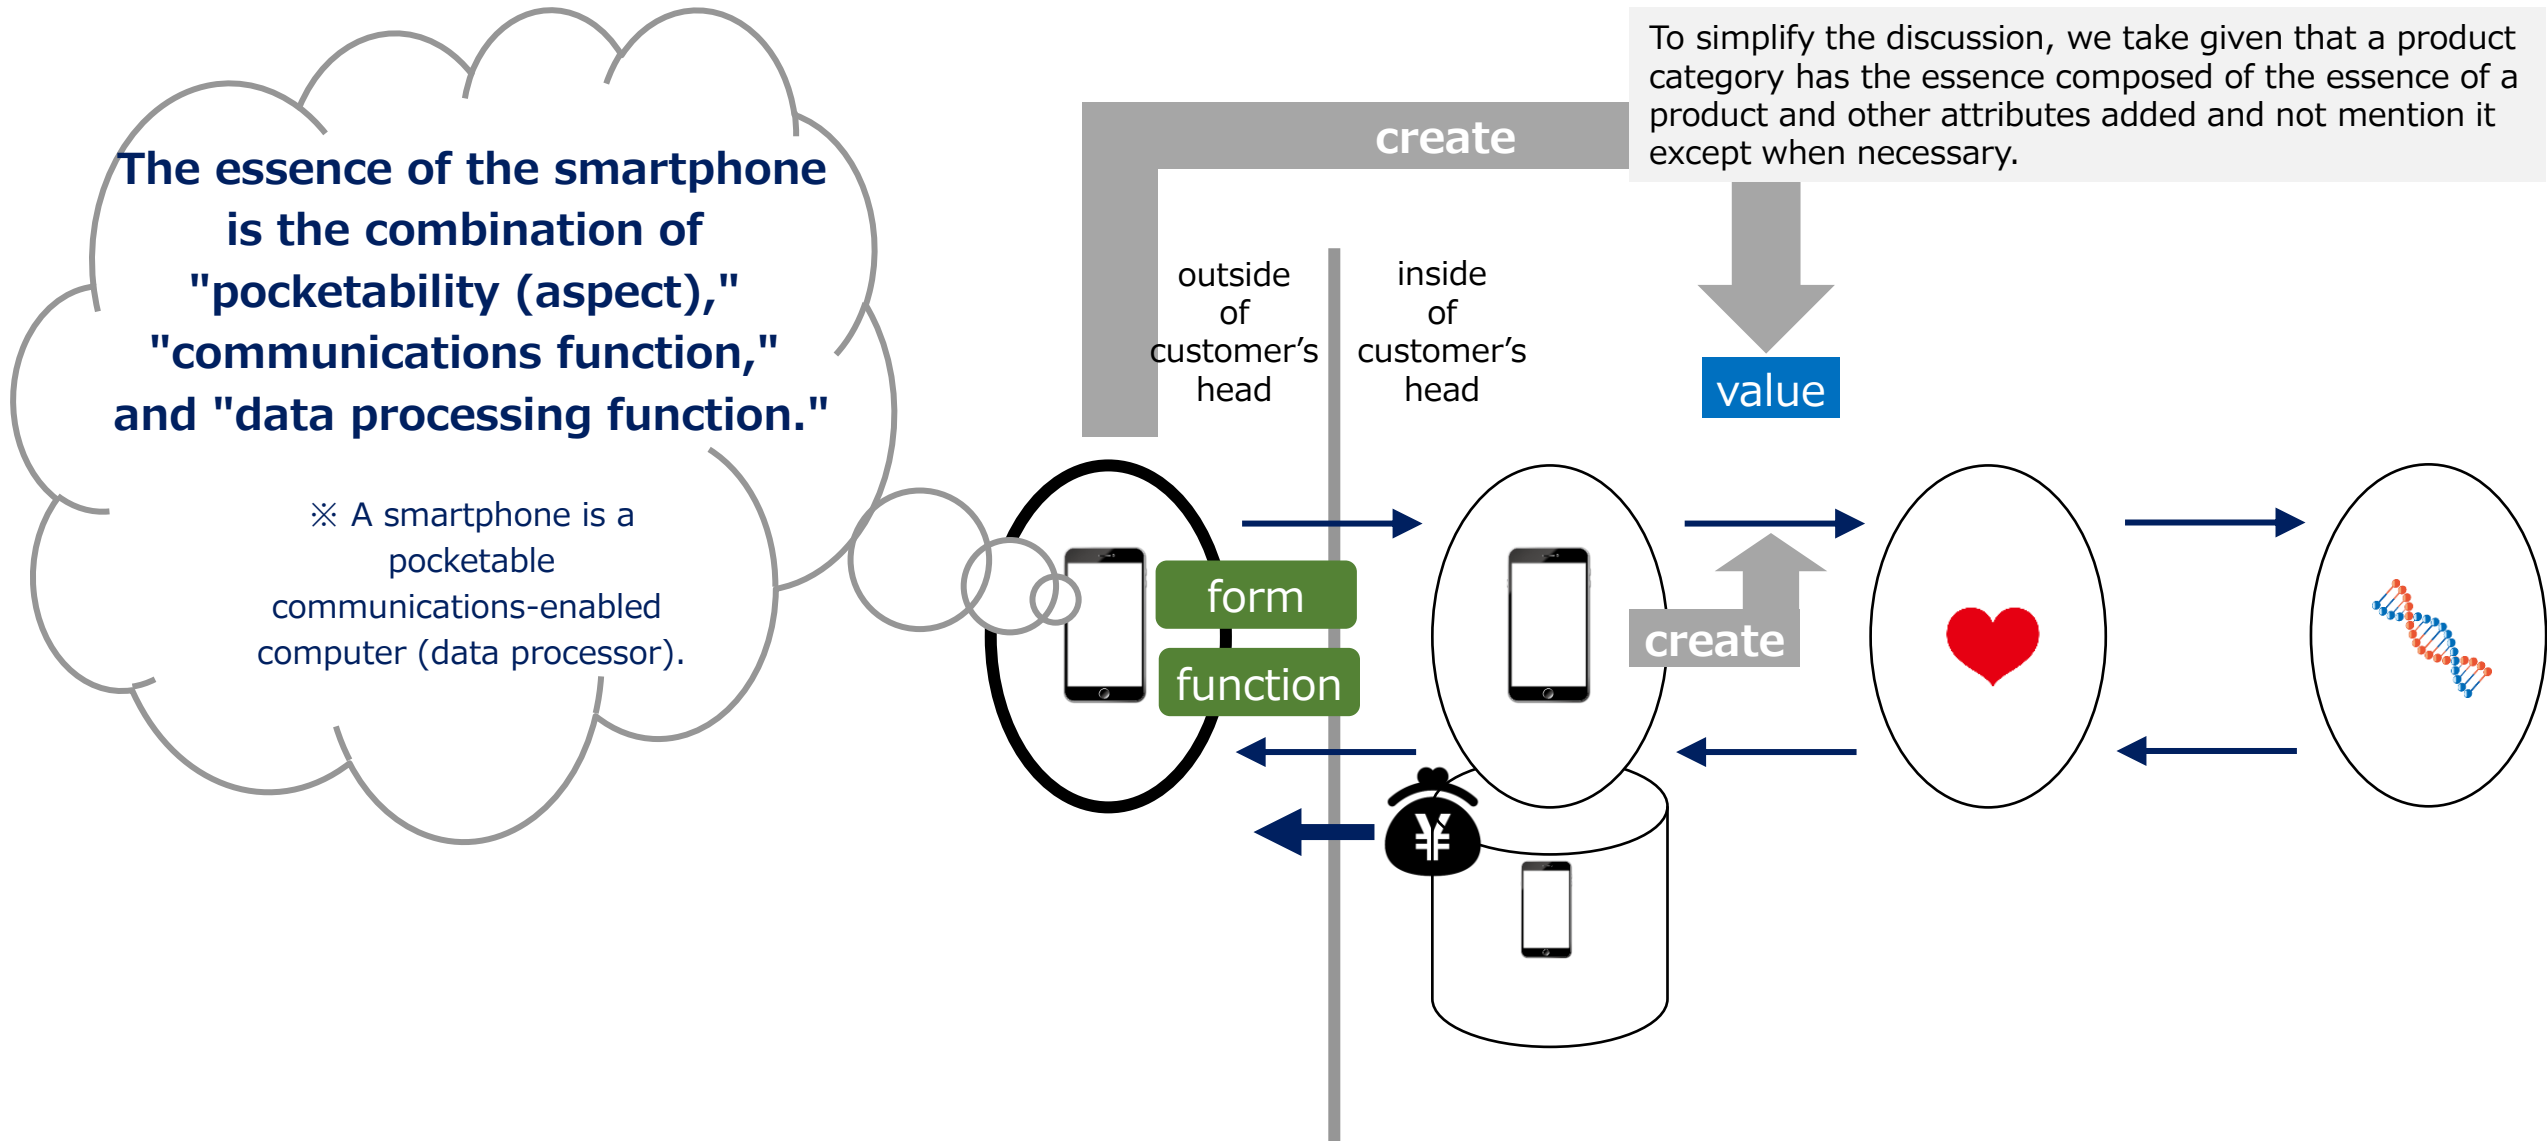 The essence of the smartphone
is the combination of
"pocketability (aspect),"
"communications function,"
and "data processing function."
※ A smartphone is a
pocketable
communications-enabled
computer (data processor).
To simplify the discussion, we take given that a product
category has the essence composed of the essence of a
product and other attributes added and not mention it
except when necessary.
create
outside
of
customer’s
head
inside
of
customer’s
head
value
form
function
create
¥